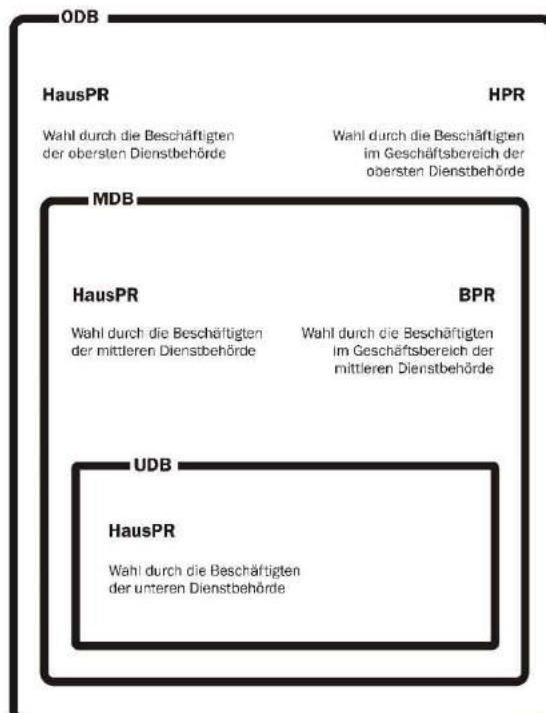 ODB
HausPR
HPR
Wahl durch die Beschäftigten
der obersten Dienstbehörde
Wahl durch die Beschäftigten
im Geschäftsbereich der
obersten Dienstbehörde
MDB
HausPR
BPR
Wahl durch die Beschäftigten
der mittleren Dienstbehörde
Wahl durch die Beschäftigten
im Geschäftsbereich der
mittleren Dienstbehörde
UDB
HausPR
Wahl durch die Beschäftigten
der unteren Dienstbehörde